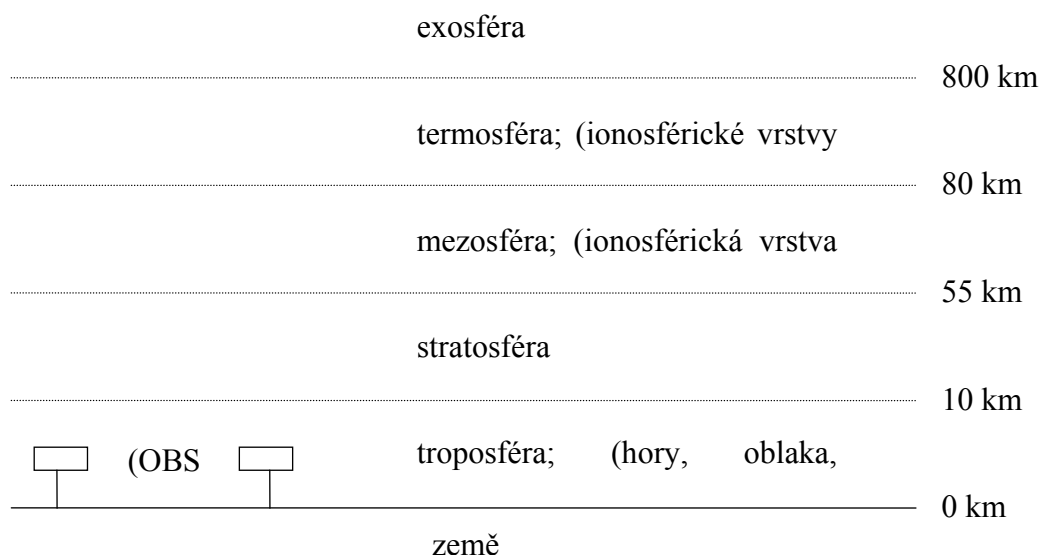 exosféra
800 km
termosféra; (ionosférické vrstvy
80 km
mezosféra; (ionosférická vrstva
55 km
stratosféra
10 km
(OBS troposféra; (hory, oblaka,
0 km
země